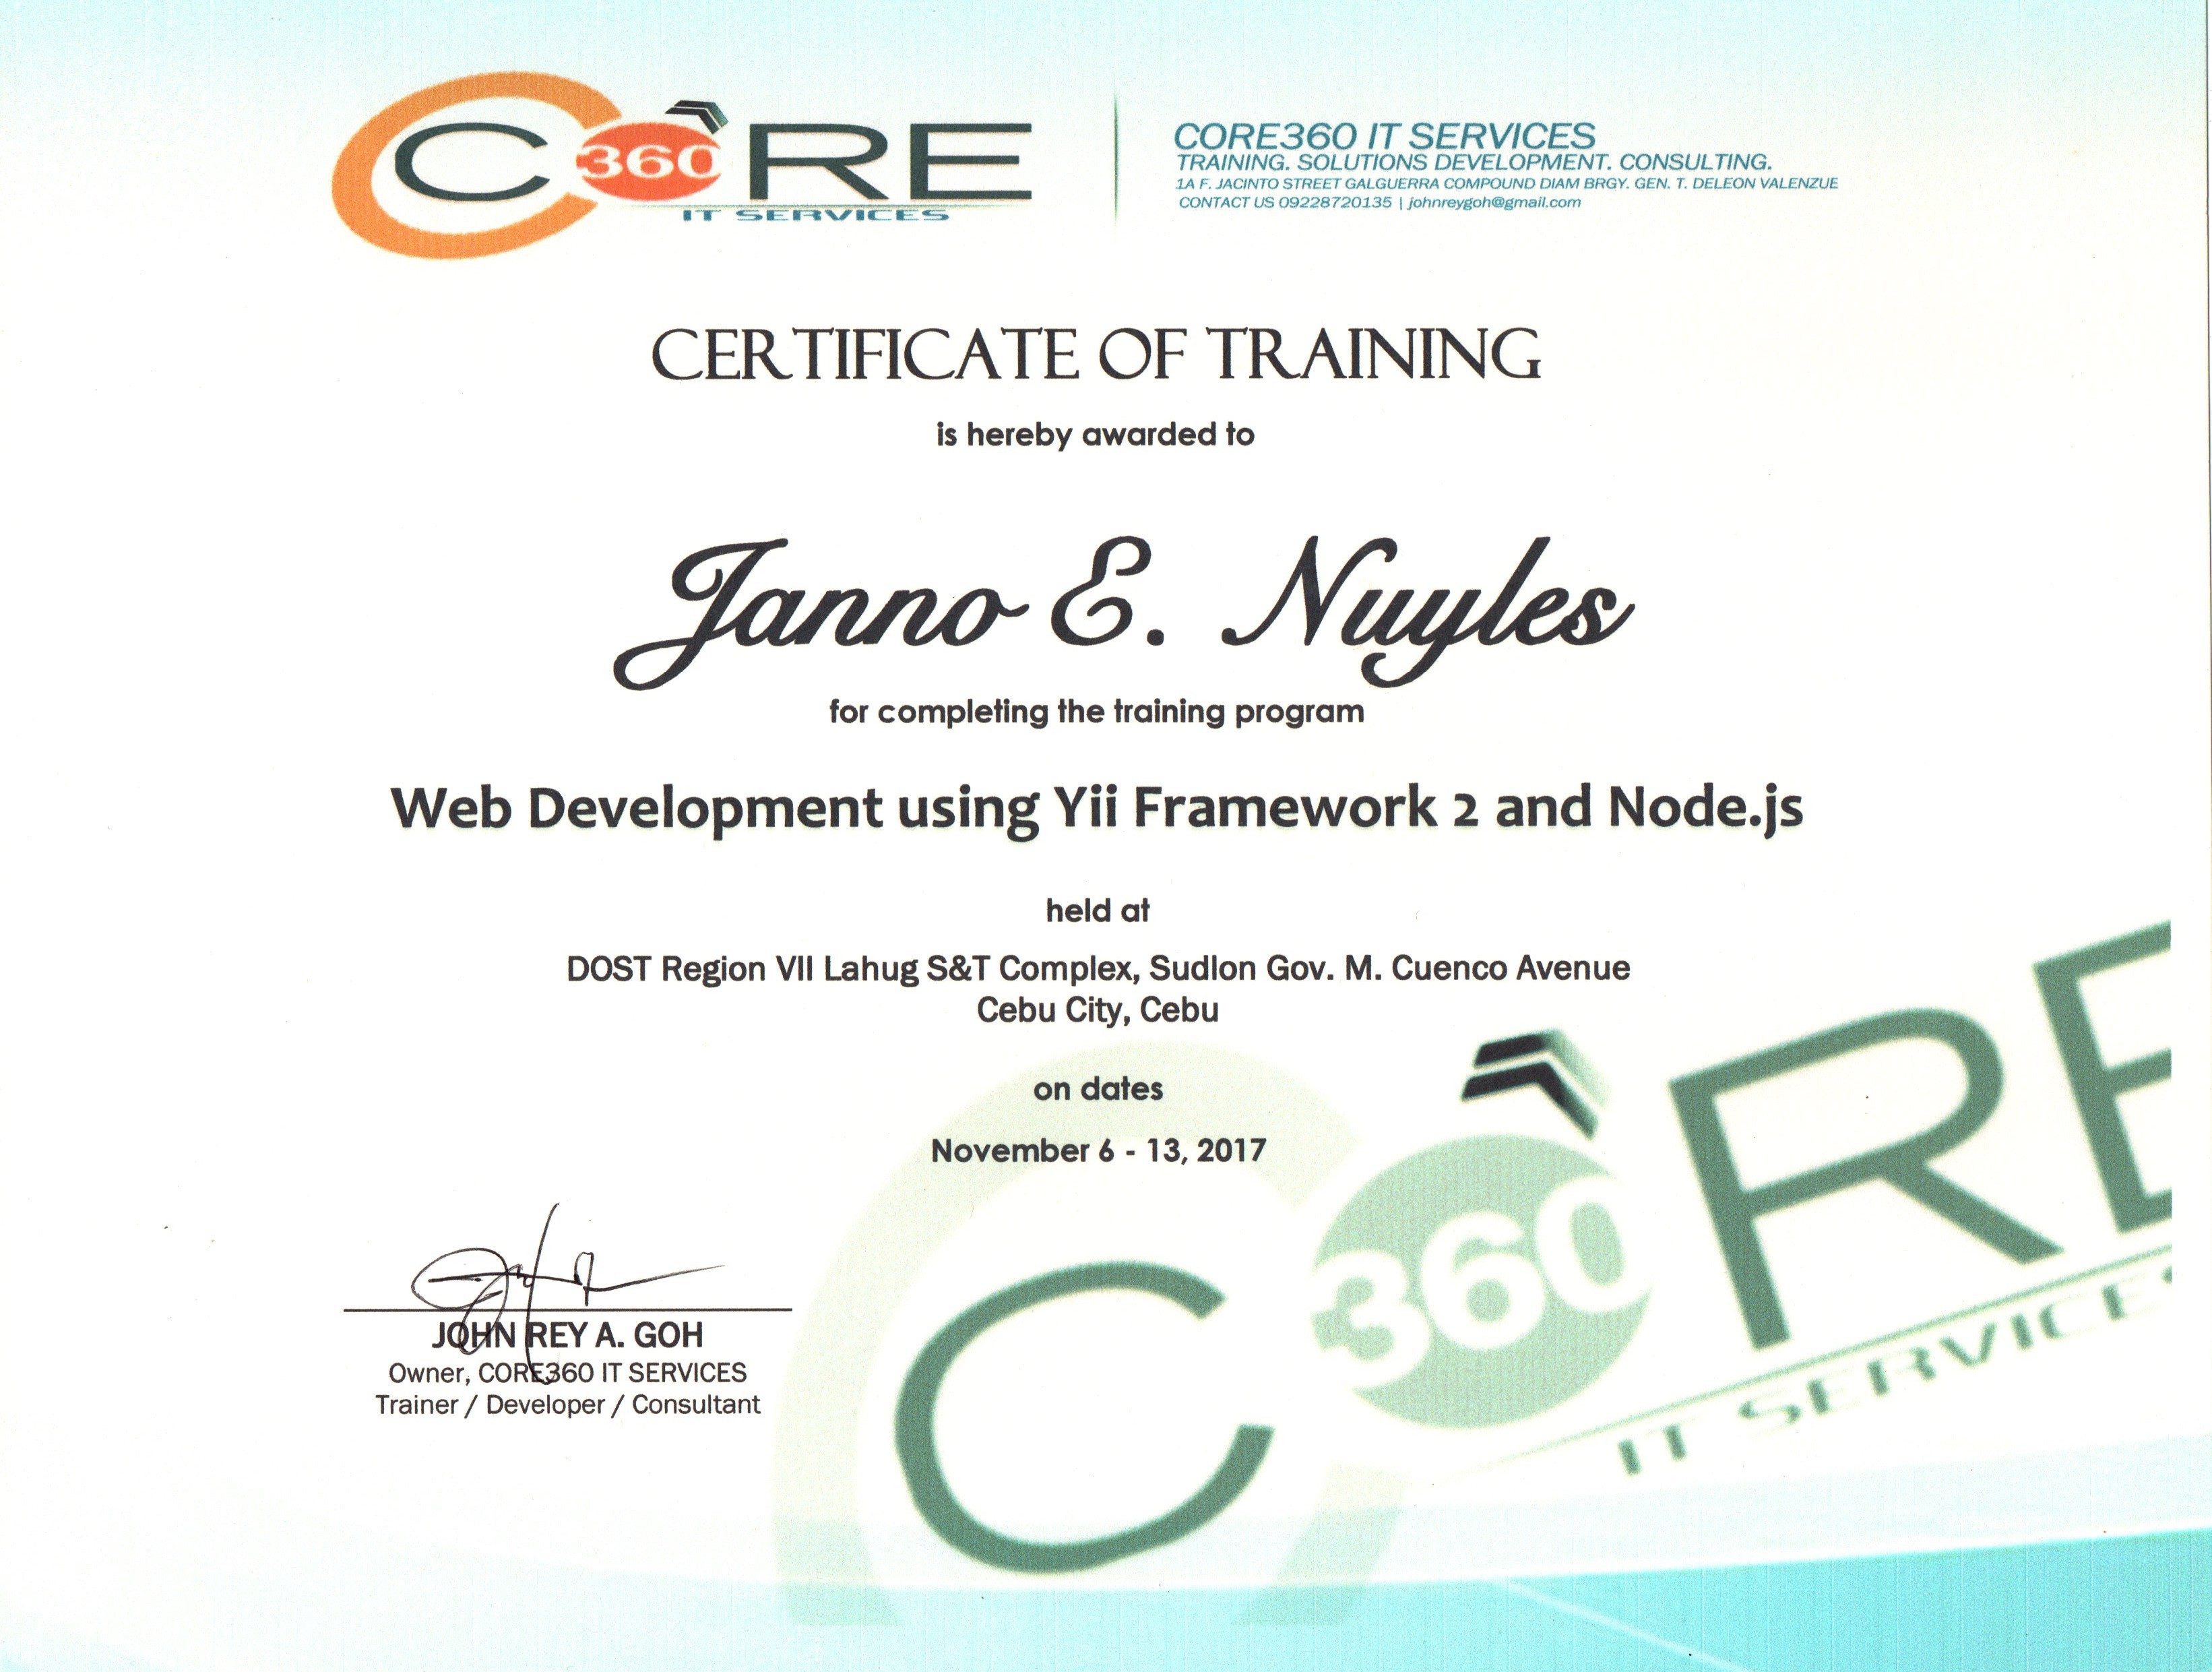 CORE
360
IT SERVICES
CORE360 IT SERVICES
TRAINING. SOLUTIONS DEVELOPMENT. CONSULTING.
1A F. JACINTO STREET GALGUERRA COMPOUND DIAM BRGY. GEN. T. DELEON VALENZUE
CONTACT US 09228720135 | johnreygoh@gmail.com
CERTIFICATE OF TRAINING
is hereby awarded to
Janno E. Nuyles
for completing the training program
Web Development using Yii Framework 2 and Node.js
held at
DOST Region VII Lahug S&T Complex, Sudlon Gov. M. Cuenco Avenue
Cebu City, Cebu
on dates
November 6 - 13, 2017
JOHN REY A. GOH
Owner, CORE360 IT SERVICES
Trainer / Developer / Consultant
CORE
360
IT SERVICES